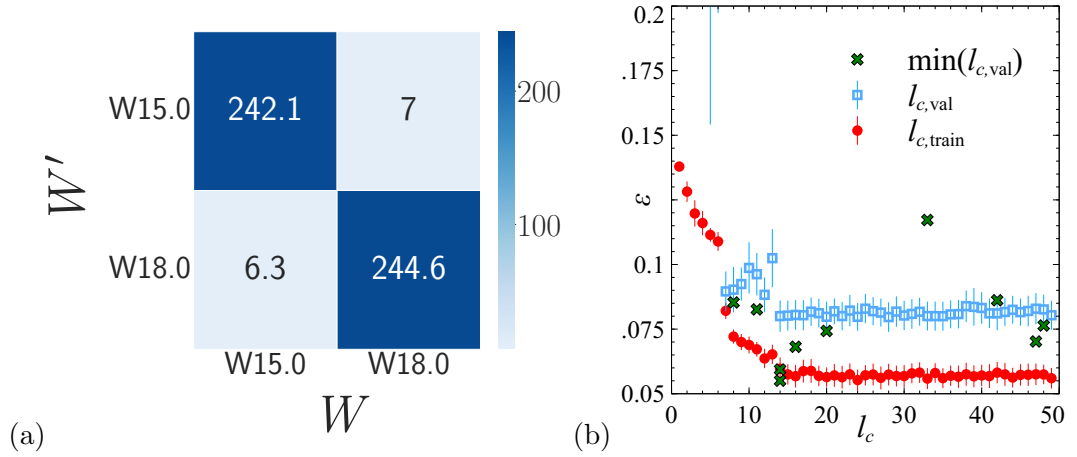 W15.0
242.1
7
W18.0
6.3
244.6
W15.0
W18.0
W′
W
200
100
(a)
0.2
.175
0.15
0.1
0.075
0.05
ε
min(l_{c,val})
l_{c,val}
l_{c,train}
0
10
20
30
40
50
l_c
(b)